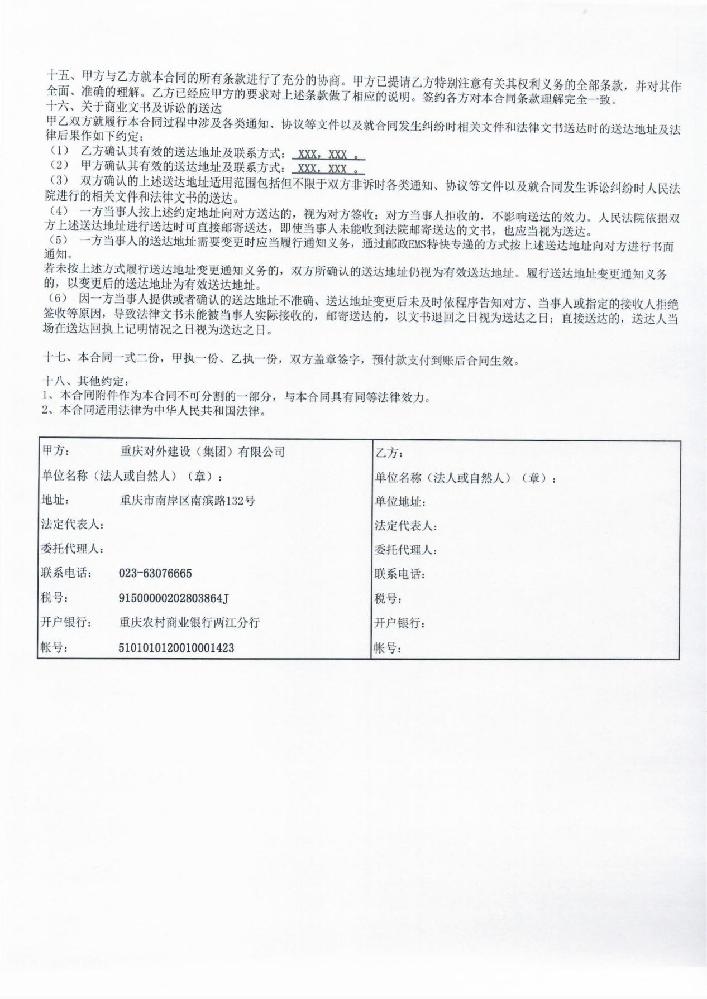 十五、甲方与乙方就本合同的所有条款进行了充分的协商。甲方已提请乙方特别注意有关其权利义务的全部条款，并对其作
全面、准确的理解。乙方已经应甲方的要求对上述条款做了相应的说明。签约各方对本合同条款理解完全一致。
十六、关于商业文书及诉讼的送达
甲乙双方就履行本合同过程中涉及各类通知、协议等文件以及就合同发生纠纷时相关文件和法律文书送达时的送达地址及法
律后果作如下约定：
（1） 乙方确认其有效的送达地址及联系方式： XXX，XXX 。
（2） 甲方确认其有效的送达地址及联系方式： XXX，XXX 。
（3） 双方确认的上述送达地址适用范围包括但不限于双方非诉时各类通知、协议等文件以及就合同发生诉讼纠纷时人民法
院进行的相关文件和法律文书的送达。
（4） 一方当事人按上述约定地址向对方送达的，视为对方签收；对方当事人拒收的，不影响送达的效力。人民法院依据双
方上述送达地址进行送达时可直接邮寄送达，即使当事人未能收到法院邮寄送达的文书，也应当视为送达。
（5） 一方当事人的送达地址需要变更时应当履行通知义务，通过邮政EMS特快专递的方式按上述送达地址向对方进行书面
通知。
若未按上述方式履行送达地址变更通知义务的，双方所确认的送达地址仍视为有效送达地址。履行送达地址变更通知义务
的，以变更后的送达地址为有效送达地址。
（6） 因一方当事人提供或者确认的送达地址不准确、送达地址变更后未及时依程序告知对方、当事人或指定的接收人拒绝
签收等原因，导致法律文书未能被当事人实际接收的，邮寄送达的，以文书退回之日视为送达之日；直接送达的，送达人当
场在送达回执上记明情况之日视为送达之日。
十七、本合同一式二份，甲执一份、乙执一份，双方盖章签字，预付款支付到账后合同生效。
十八、其他约定：
1、本合同附件作为本合同不可分割的一部分，与本合同具有同等法律效力。
2、本合同适用法律为中华人民共和国法律。
甲方： 重庆对外建设（集团）有限公司
单位名称（法人或自然人）（章）：
地址： 重庆市南岸区南滨路132号
法定代表人：
委托代理人：
联系电话： 023-63076665
税号： 91500000202803864J
开户银行： 重庆农村商业银行两江分行
帐号： 5101010120010001423
乙方：
单位名称（法人或自然人）（章）：
单位地址：
法定代表人：
委托代理人：
联系电话：
税号：
开户银行：
帐号：